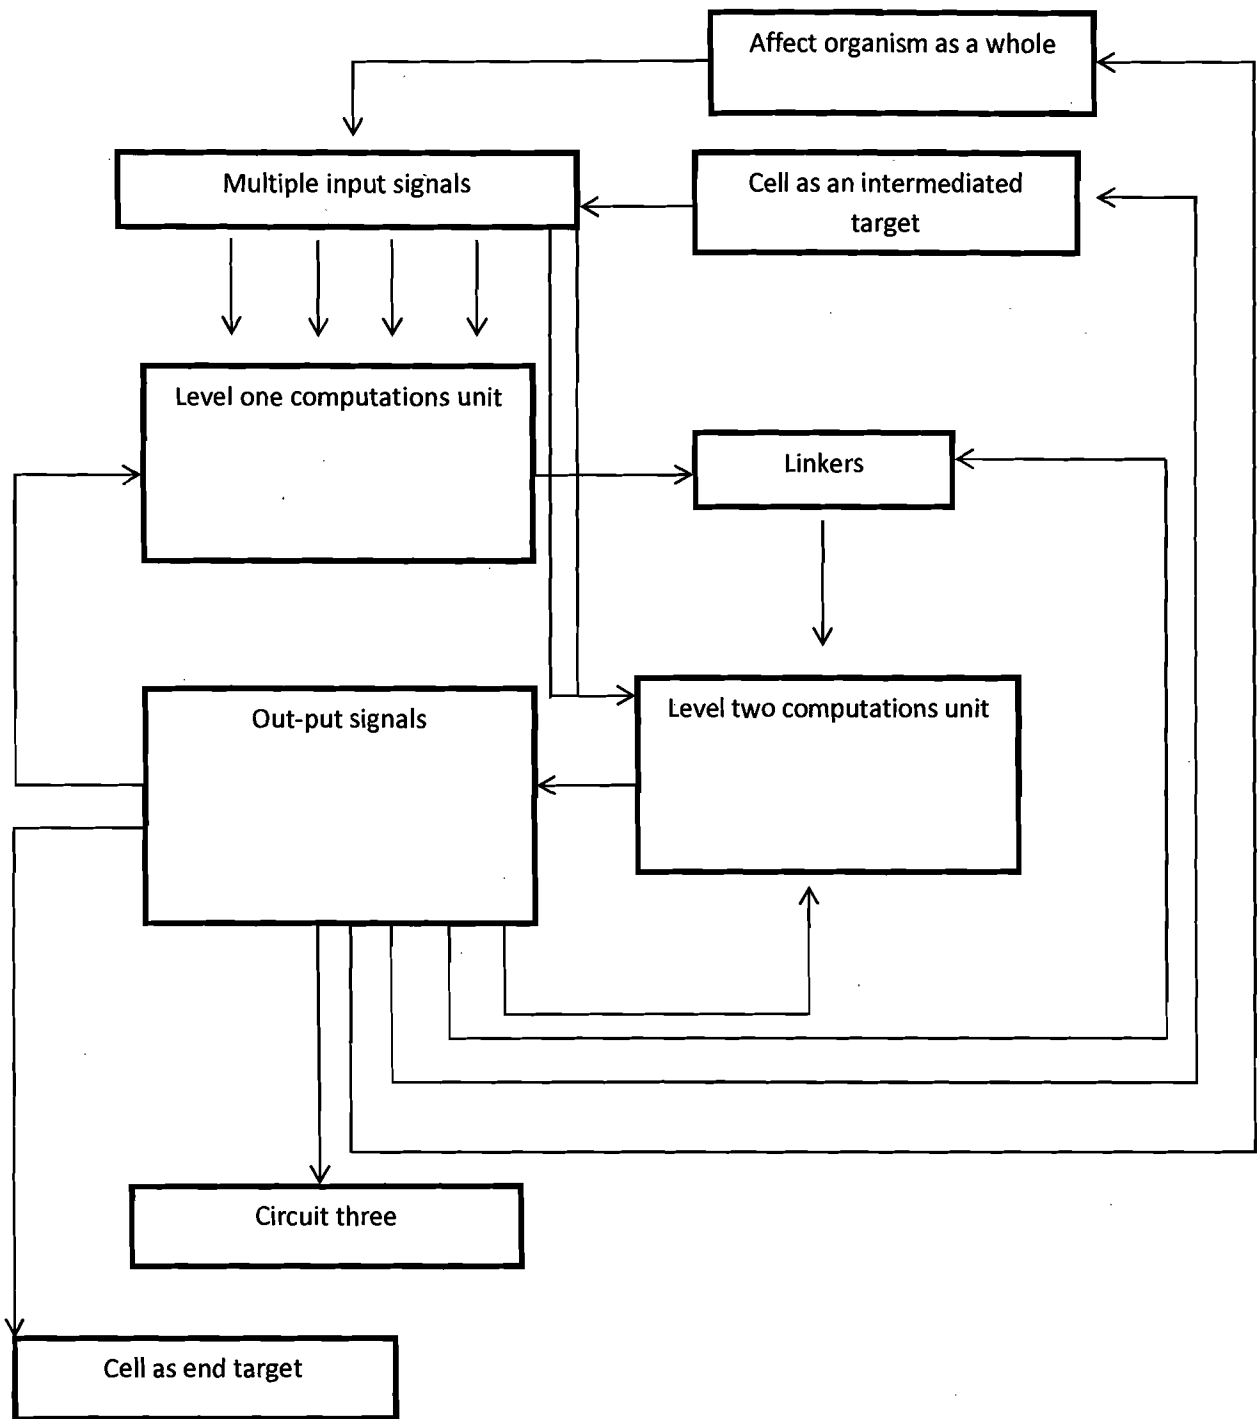 Affect organism as a whole
Multiple input signals
Cell as an intermediated
target
Level one computations unit
Linkers
Out-put signals
Level two computations unit
Circuit three
Cell as end target